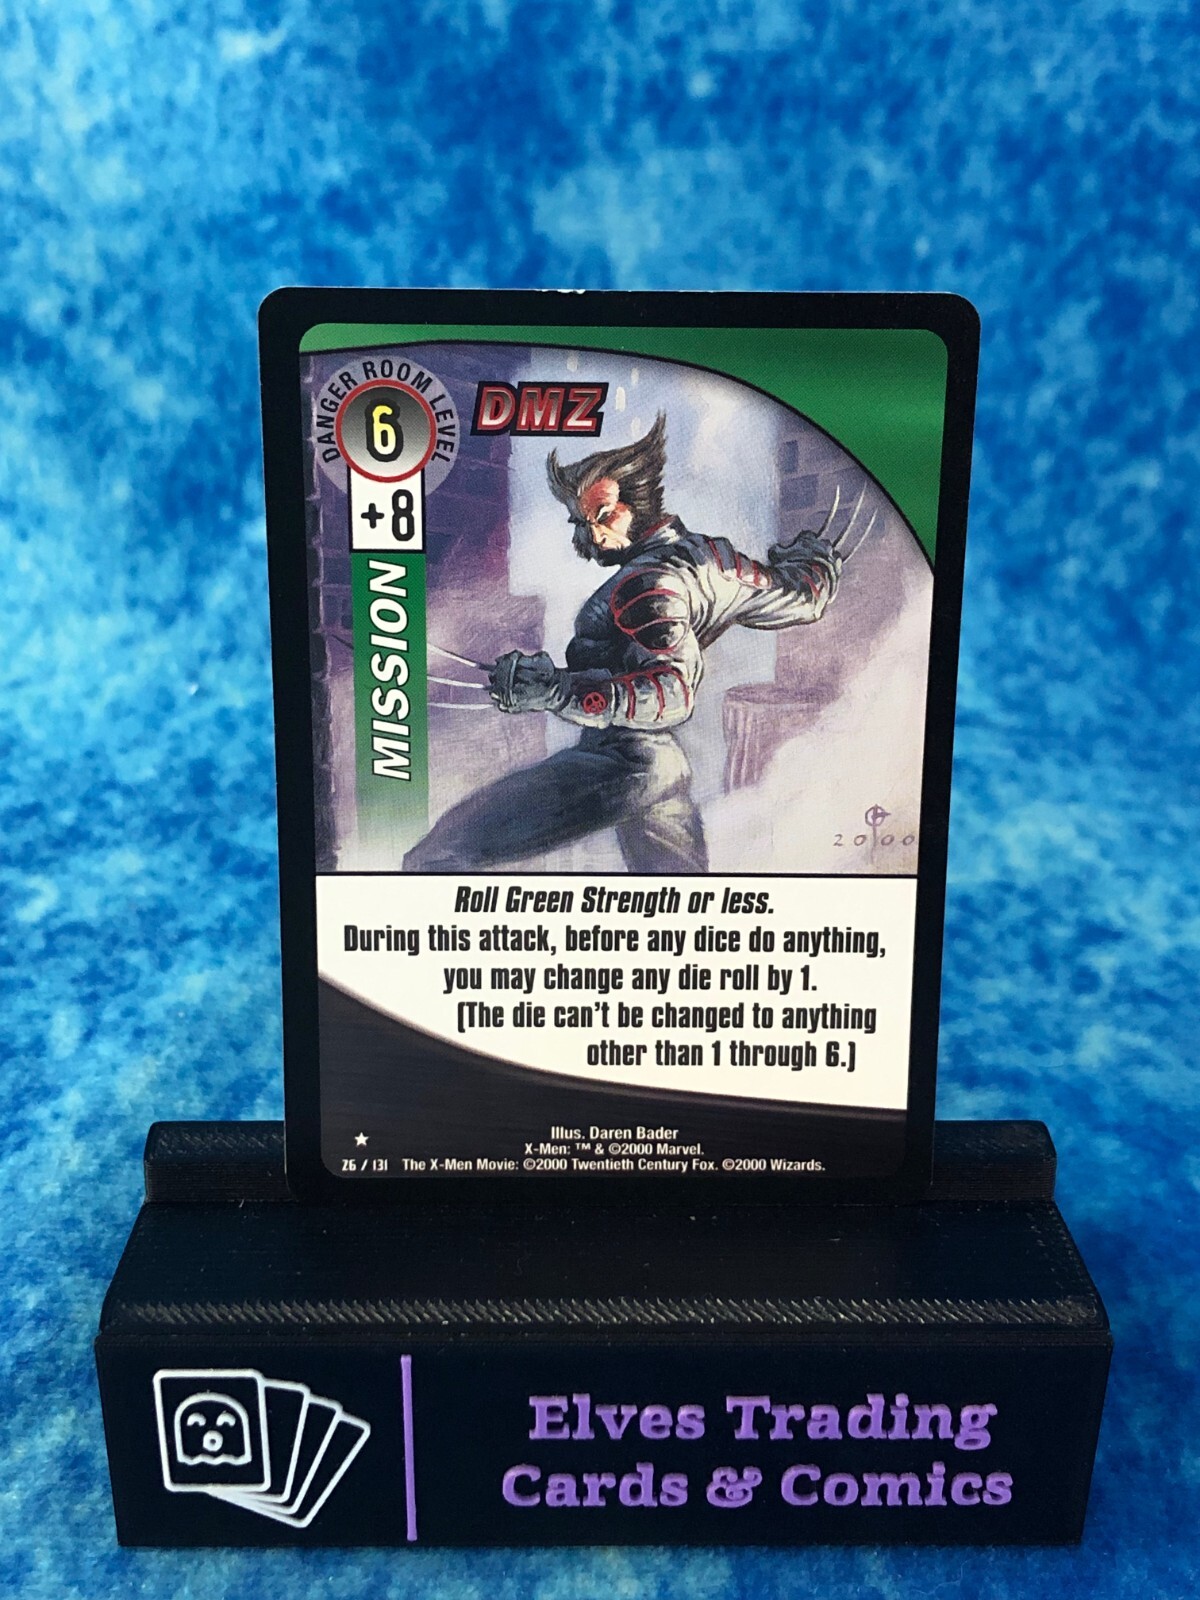 DANGER ROOM LEVEL
6
DMZ
+8
MISSION
2000
Roll Green Strength or less.
During this attack, before any dice do anything,
you may change any die roll by 1.
(The die can't be changed to anything
other than 1 through 6.)
Illus. Daren Bader
X-Men: ™ & ©2000 Marvel.
26 / 131 The X-Men Movie: ©2000 Twentieth Century Fox. ©2000 Wizards.
Elves Trading
Cards & Comics